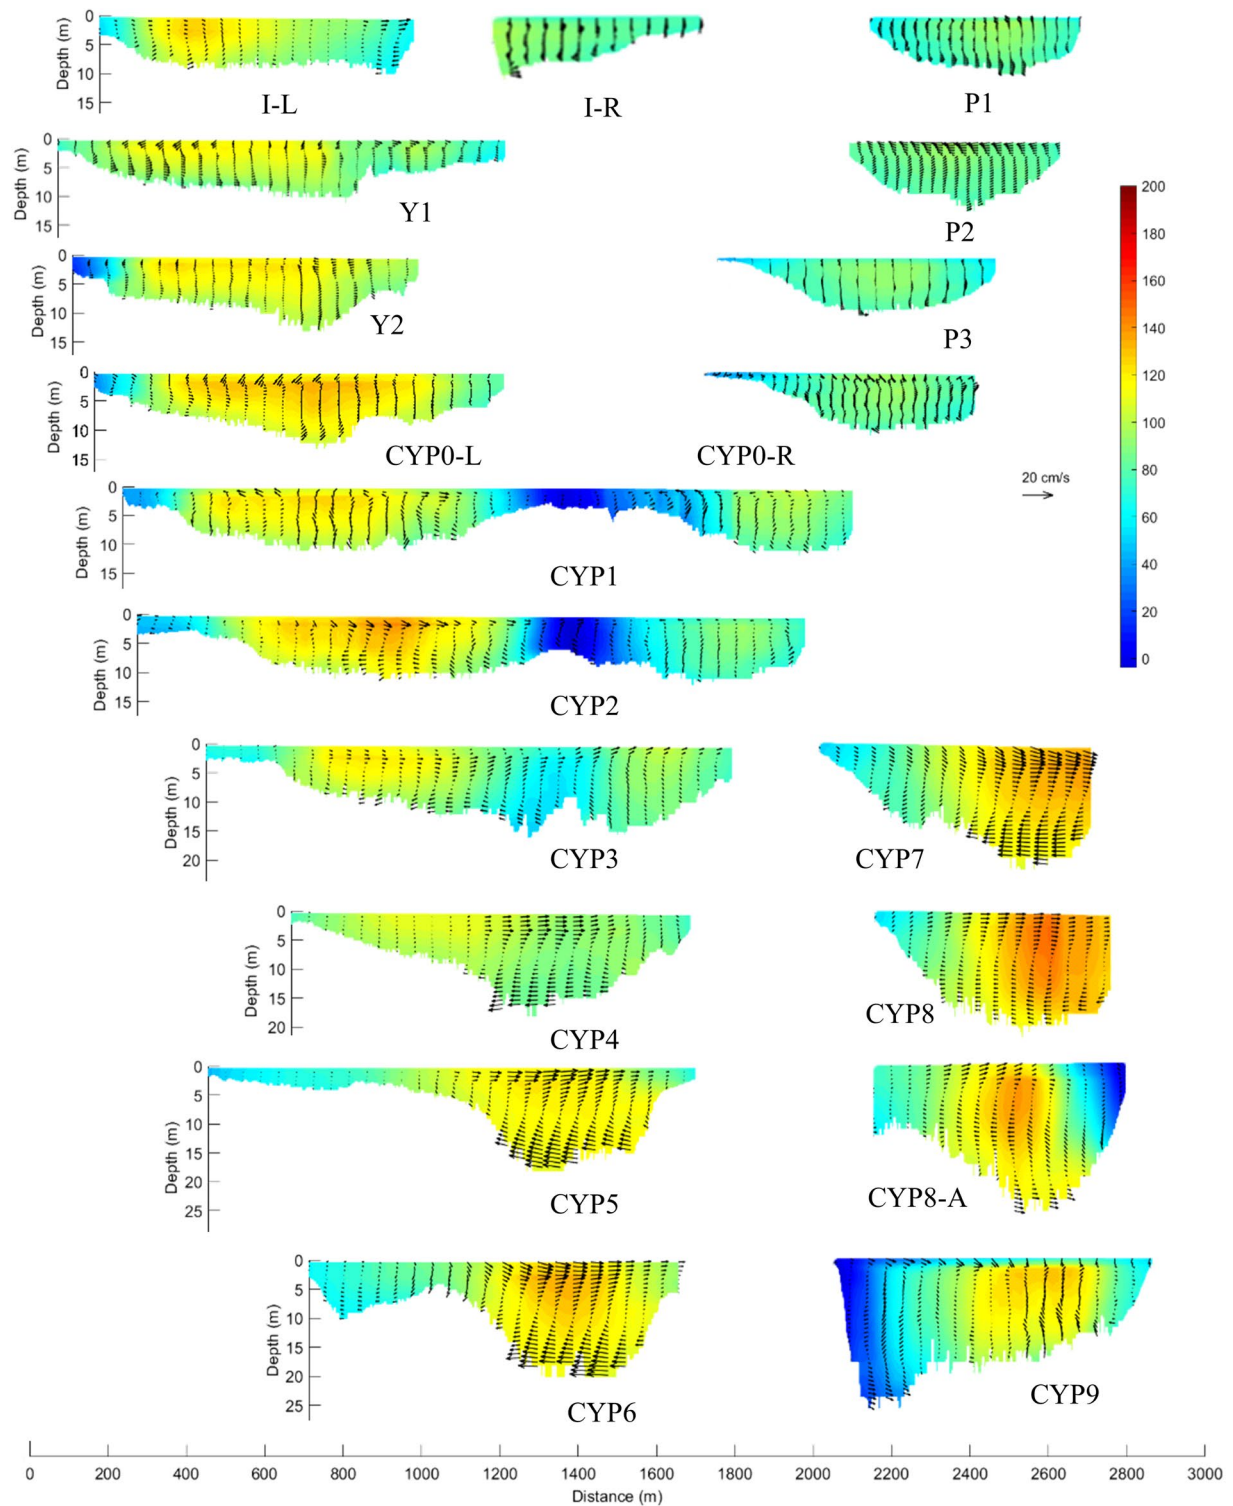 0
5
10
15
Depth (m)
I-L
I-R
P1
0
5
10
15
Depth (m)
Y1
P2
0
5
10
15
Depth (m)
Y2
P3
0
5
10
15
Depth (m)
CYP0-L
CYP0-R
0
5
10
15
Depth (m)
CYP1
0
5
10
15
Depth (m)
CYP2
200
180
160
140
120
100
80
60
40
20
0
20 cm/s
0
5
10
15
20
Depth (m)
CYP3
CYP7
0
5
10
15
20
Depth (m)
CYP4
CYP8
0
5
10
15
20
25
Depth (m)
CYP5
CYP8-A
0
5
10
15
20
25
Depth (m)
CYP6
CYP9
0 200 400 600 800 1000 1200 1400 1600 1800 2000 2200 2400 2600 2800 3000
Distance (m)